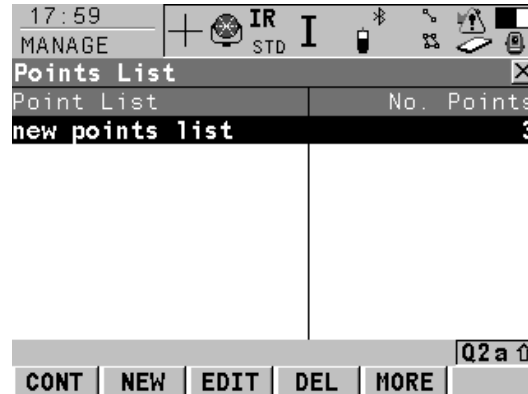 17:59
MANAGE
IR
STD
I
Points List
Point List No. Points
new points list 3
Q2a
CONT NEW EDIT DEL MORE